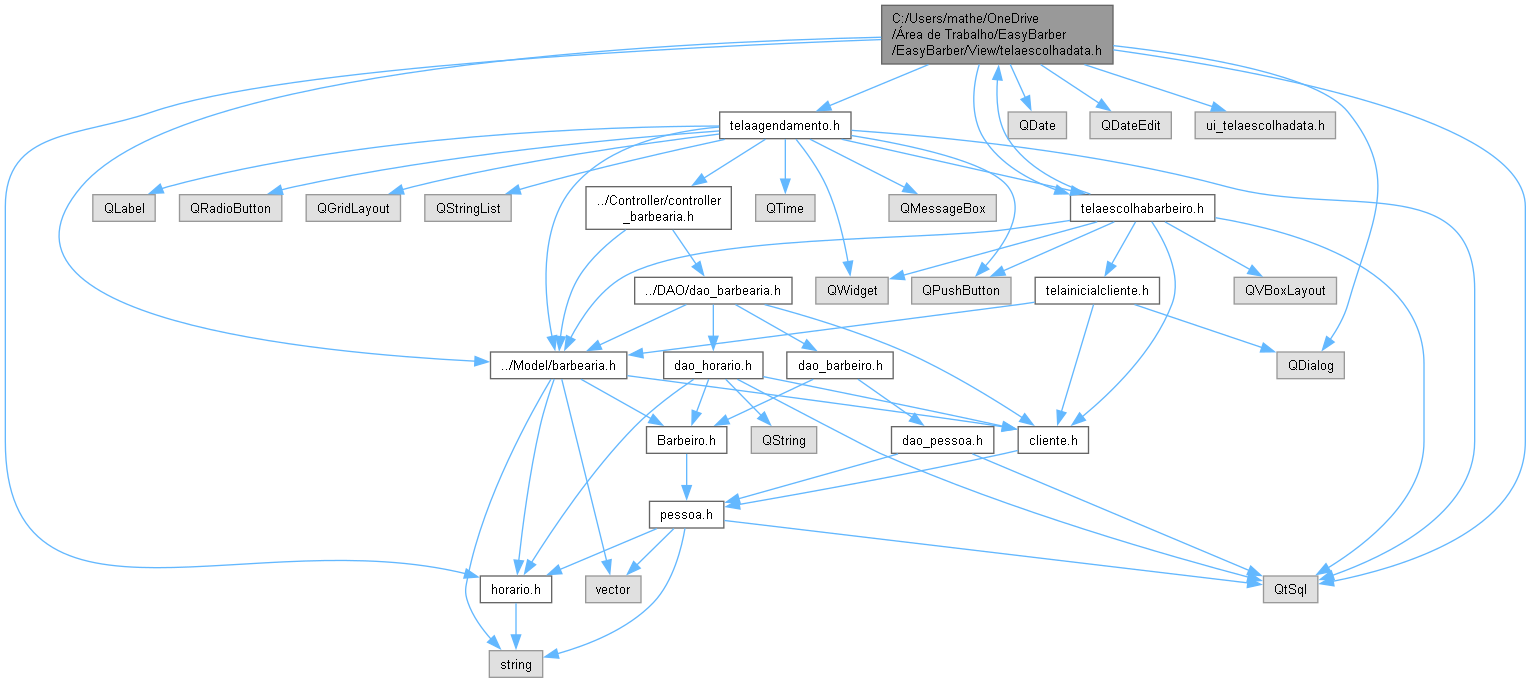 C:/Users/mathe/OneDrive
/Área de Trabalho/EasyBarber
/EasyBarber/View/telaescolhadata.h
telaagendamento.h
QDate
QDateEdit
ui_telaescolhadata.h
QLabel
QRadioButton
QGridLayout
QStringList
../Controller/controller
_barbearia.h
QTime
QMessageBox
telaescolhabarbeiro.h
../DAO/dao_barbearia.h
QWidget
QPushButton
telainicialcliente.h
QVBoxLayout
../Model/barbearia.h
dao_horario.h
dao_barbeiro.h
QDialog
Barbeiro.h
QString
dao_pessoa.h
cliente.h
pessoa.h
horario.h
vector
QtSql
string